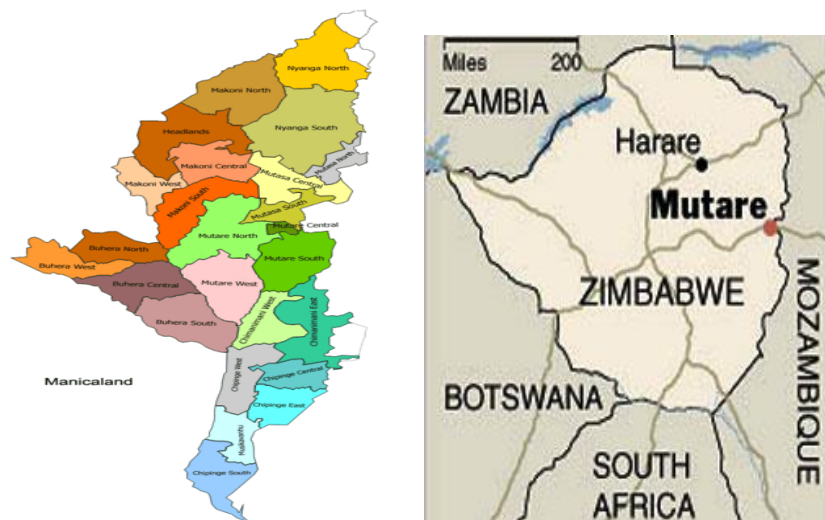 Nyanga North
Makoni North
Nyanga South
Headlands
Mutasa North
Makoni Central
Mutasa Central
Makoni West
Makoni South
Mutasa South
Mutare Central
Mutare North
Buhera North
Mutare South
Buhera West
Buhera Central
Mutare West
Chimanimani West
Chimanimani East
Buhera South
Chipinge West
Chipinge Central
Manicaland
Chipinge East
Musikavanhu
Chipinge South
Miles 200
ZAMBIA
Harare
Mutare
ZIMBABWE
MOZAMBIQUE
BOTSWANA
SOUTH
AFRICA